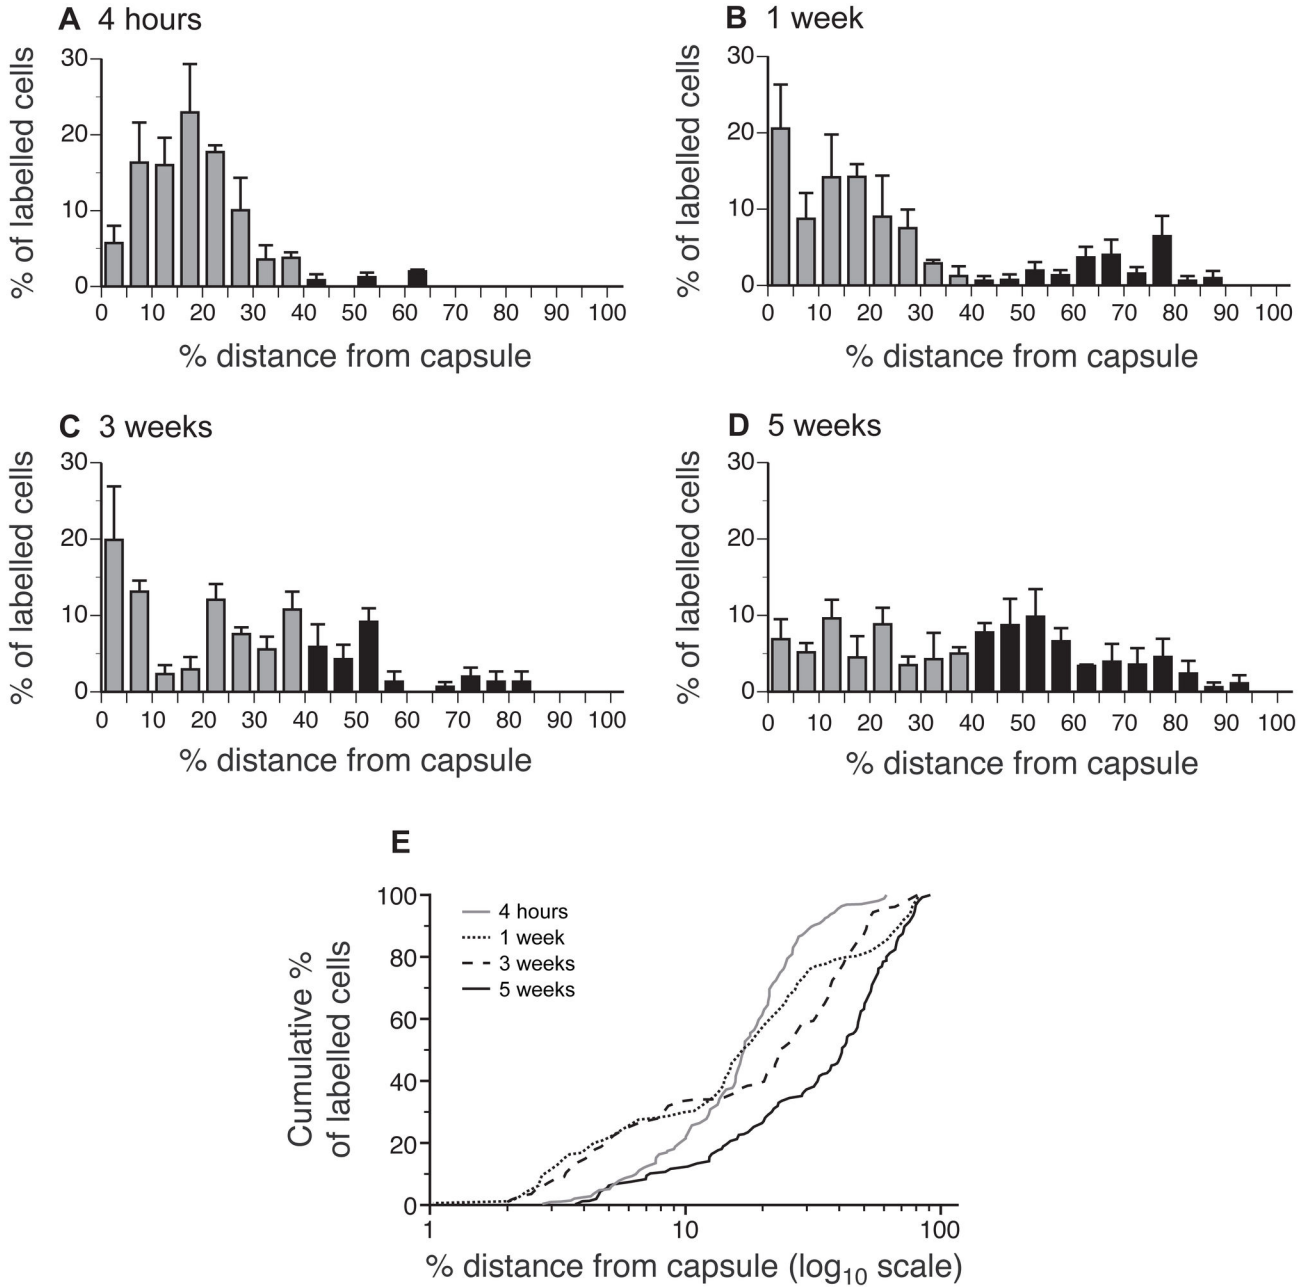 A 4 hours
30
20
10
0
% of labelled cells
0 10 20 30 40 50 60 70 80 90 100
% distance from capsule
B 1 week
30
20
10
0
% of labelled cells
0 10 20 30 40 50 60 70 80 90 100
% distance from capsule
C 3 weeks
30
20
10
0
% of labelled cells
0 10 20 30 40 50 60 70 80 90 100
% distance from capsule
D 5 weeks
30
20
10
0
% of labelled cells
0 10 20 30 40 50 60 70 80 90 100
% distance from capsule
E
100
80
60
40
20
0
Cumulative %
of labelled cells
4 hours
1 week
3 weeks
5 weeks
1 10 100
% distance from capsule (log10 scale)